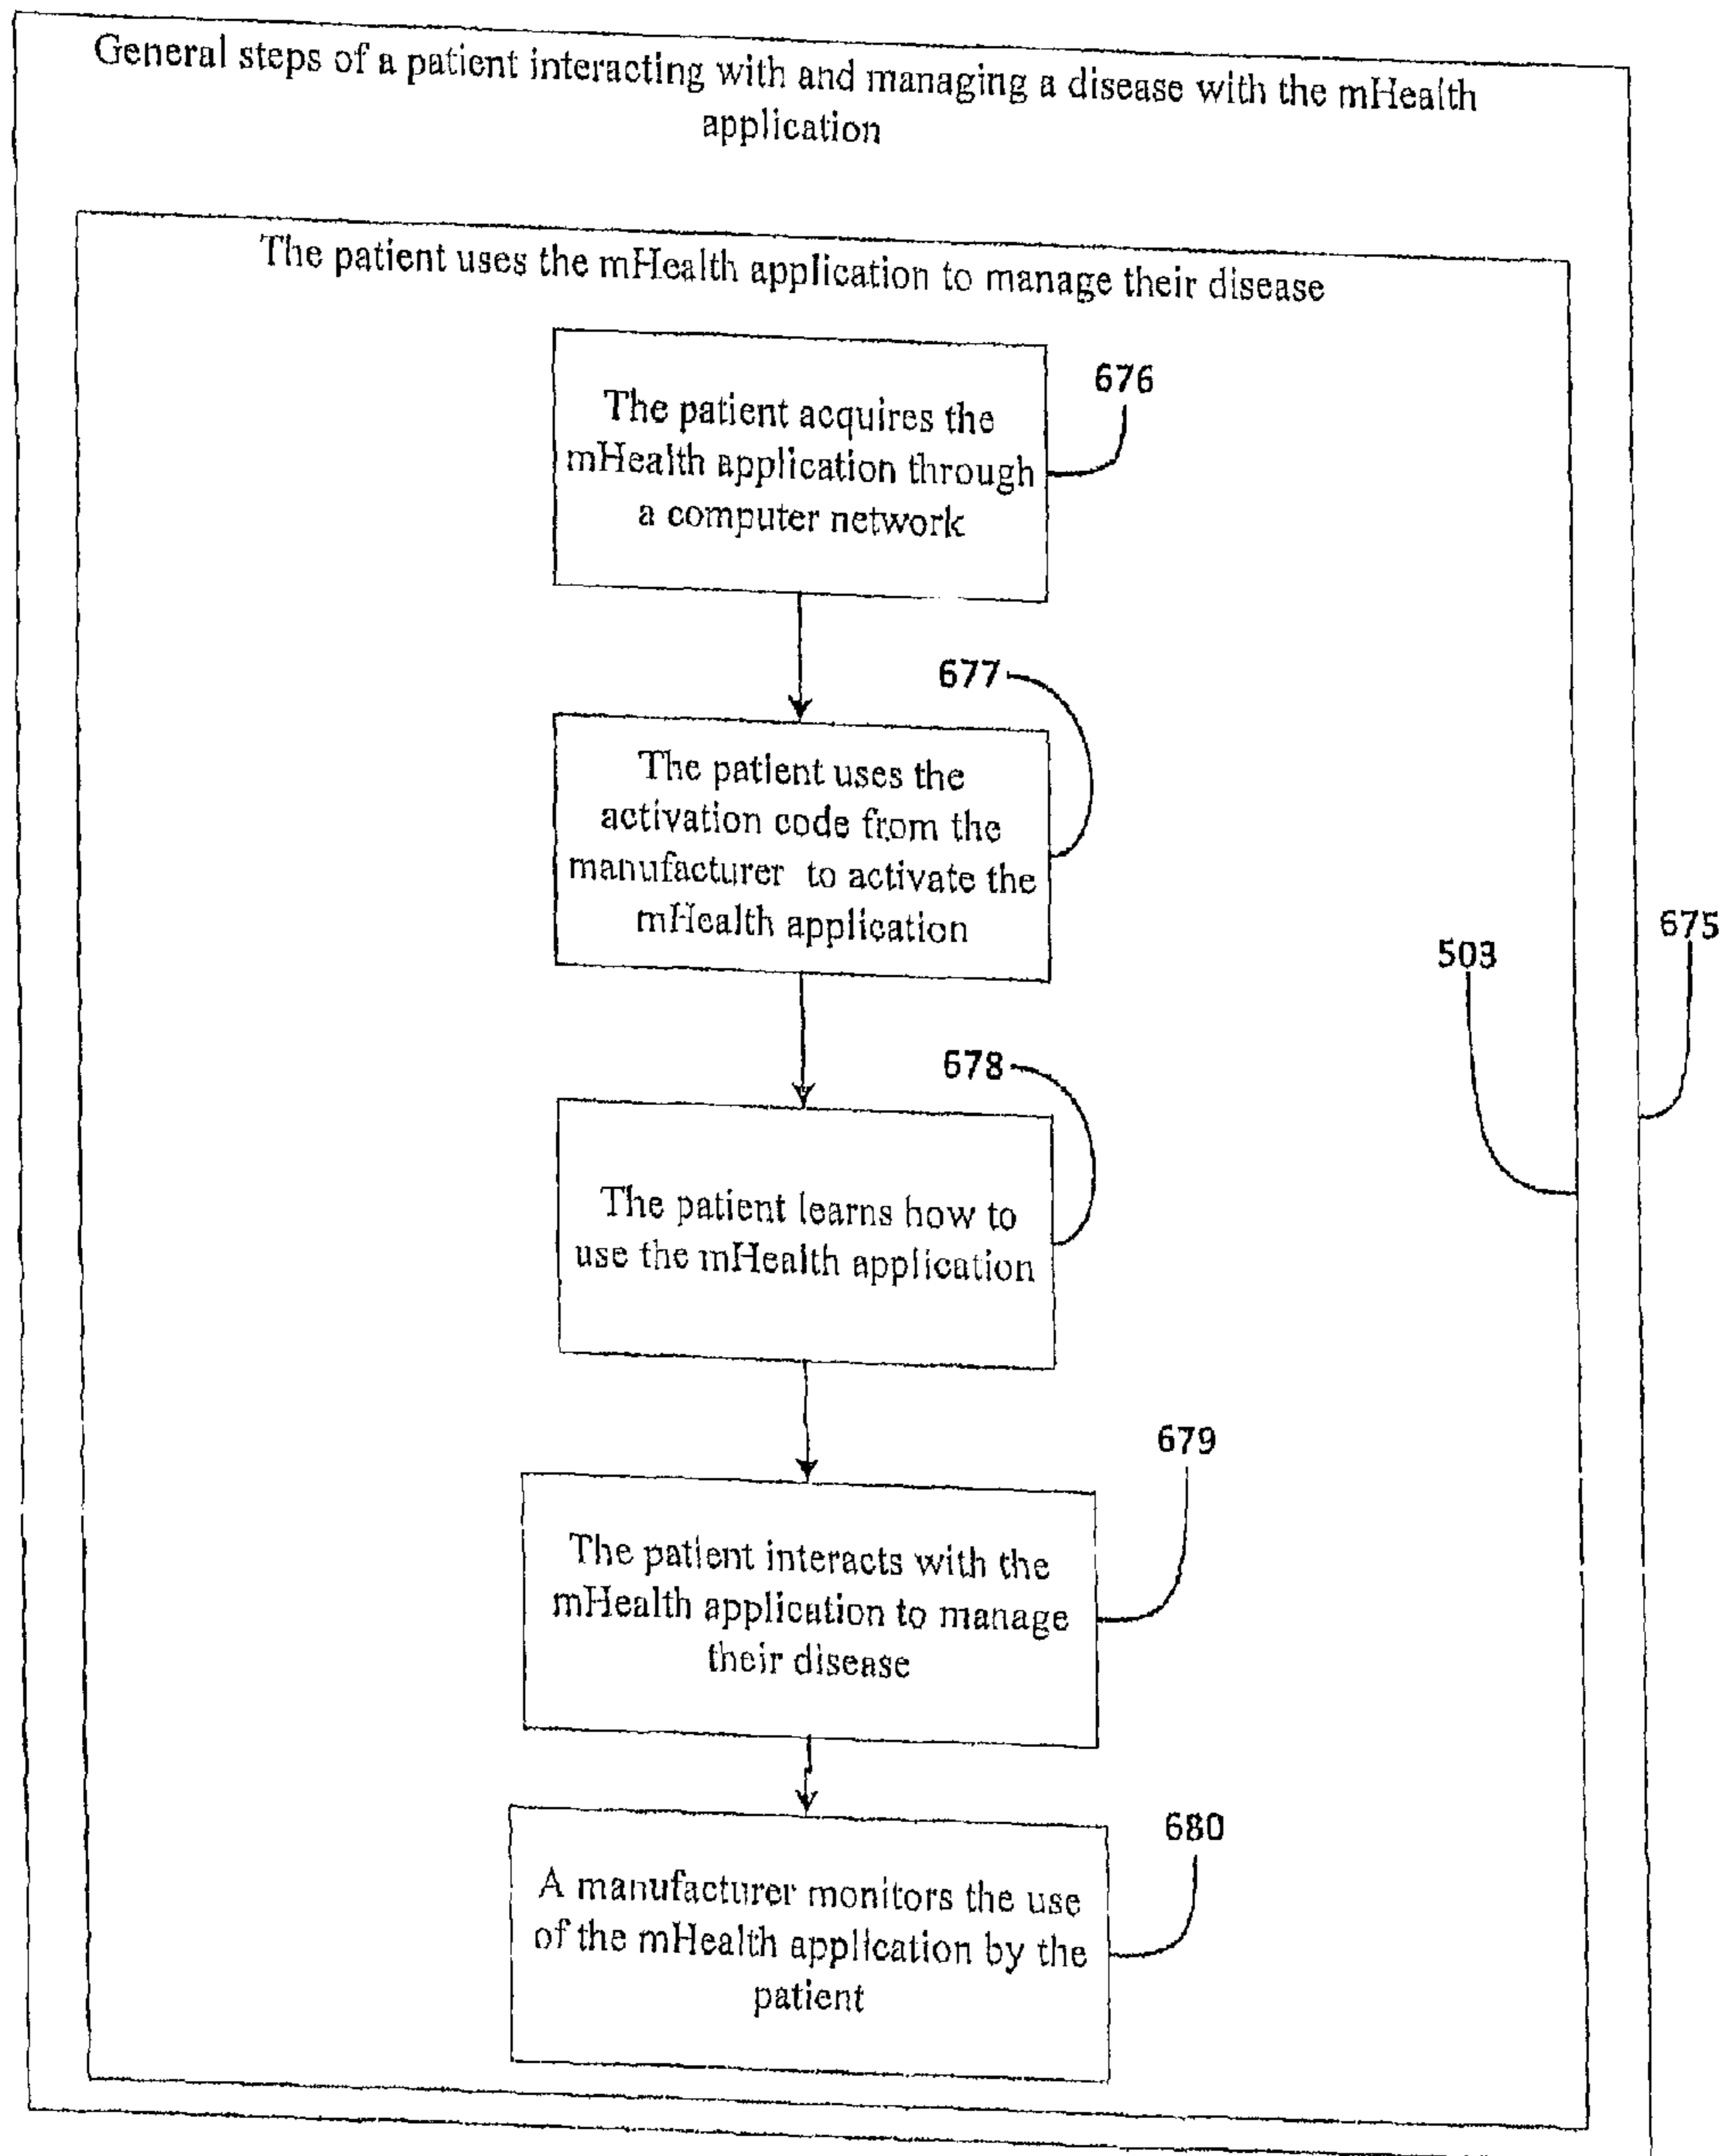 General steps of a patient interacting with and managing a disease with the mHealth
application
The patient uses the mHealth application to manage their disease
676
The patient acquires the
mHealth application through
a computer network
677
The patient uses the
activation code from the
manufacturer to activate the
mHealth application
503
675
678
The patient learns how to
use the mHealth application
679
The patient interacts with the
mHealth application to manage
their disease
680
A manufacturer monitors the use
of the mHealth application by the
patient